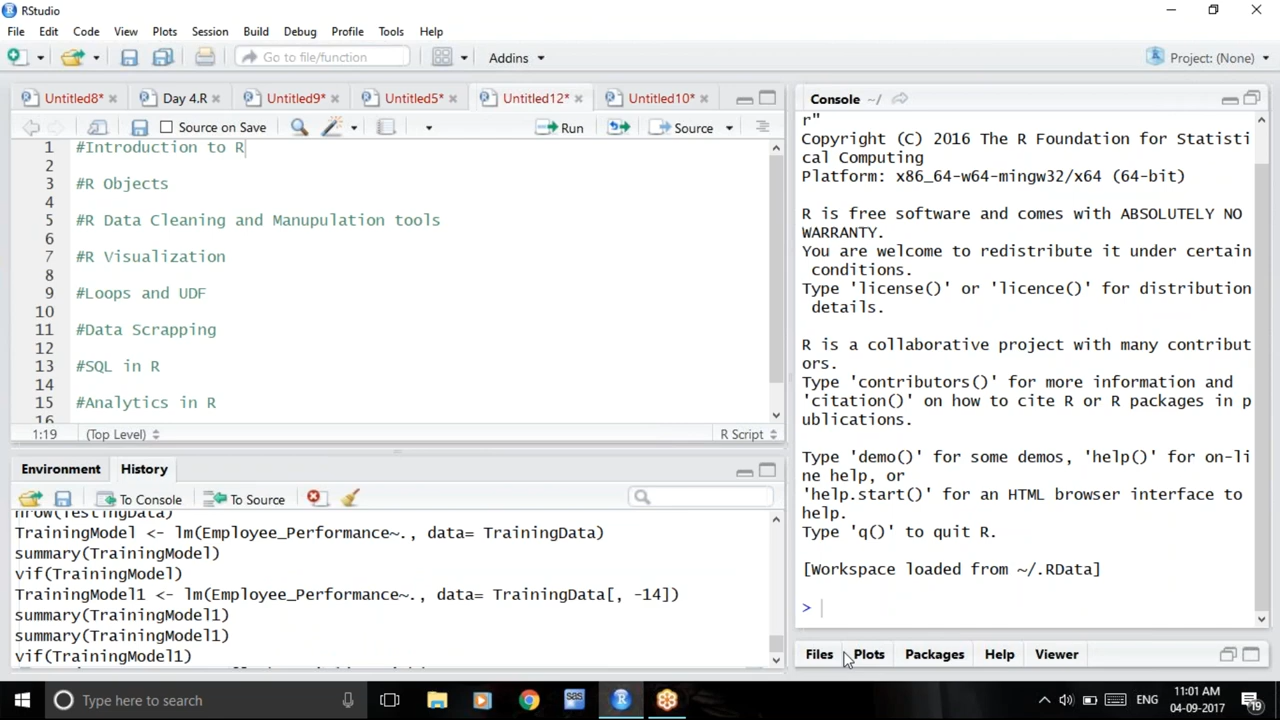 RStudio
File Edit Code View Plots Session Build Debug Profile Tools Help
Go to file/function Addins Project: (None)
Untitled8* Day 4.R Untitled9* Untitled5* Untitled12* Untitled10*
Source on Save Run Source
1 #Introduction to R
2
3 #R Objects
4
5 #R Data Cleaning and Manupulation tools
6
7 #R Visualization
8
9 #Loops and UDF
10
11 #Data Scrapping
12
13 #SQL in R
14
15 #Analytics in R
16
1:19 (Top Level) R Script
Environment History
To Console To Source
nrow(TestingData)
TrainingModel <- lm(Employee_Performance~., data= TrainingData)
summary(TrainingModel)
vif(TrainingModel)
TrainingModel1 <- lm(Employee_Performance~., data= TrainingData[, -14])
summary(TrainingModel1)
summary(TrainingModel1)
vif(TrainingModel1)
Console ~/
r"
Copyright (C) 2016 The R Foundation for Statisti
cal Computing
Platform: x86_64-w64-mingw32/x64 (64-bit)
R is free software and comes with ABSOLUTELY NO
WARRANTY.
You are welcome to redistribute it under certain
conditions.
Type 'license()' or 'licence()' for distribution
details.
R is a collaborative project with many contribut
ors.
Type 'contributors()' for more information and
'citation()' on how to cite R or R packages in p
ublications.
Type 'demo()' for some demos, 'help()' for on-li
ne help, or
'help.start()' for an HTML browser interface to
help.
Type 'q()' to quit R.
[Workspace loaded from ~/.RData]
>
Files Plots Packages Help Viewer
Type here to search
sas
ENG
11:01 AM
04-09-2017
19